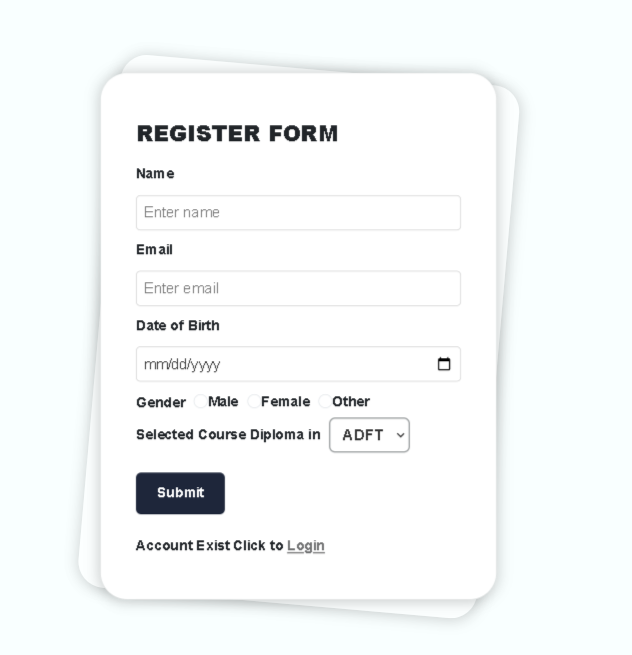 REGISTER FORM
Name
Enter name
Email
Enter email
Date of Birth
mm/dd/yyyy
Gender Male Female Other
Selected Course Diploma in ADFT
Submit
Account Exist Click to Login